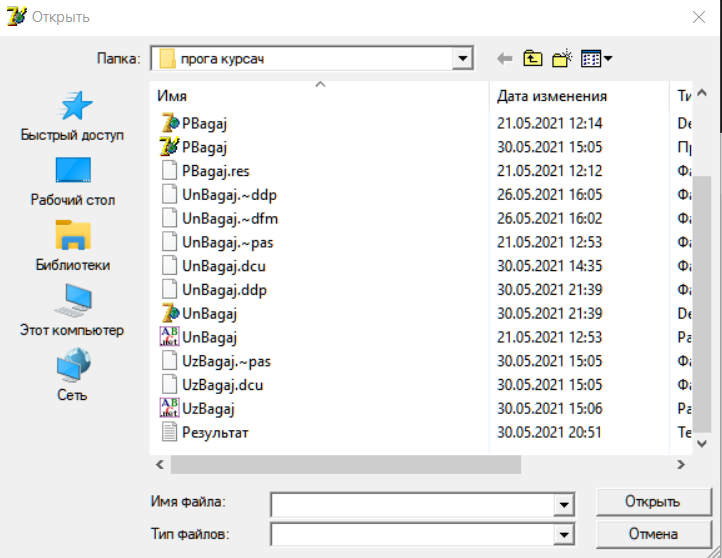 Открыть
Папка: прога курсач
Имя Дата изменения Ти
PBagaj 21.05.2021 12:14 De
PBagaj 30.05.2021 15:05 Пр
PBagaj.res 21.05.2021 12:12 Фа
UnBagaj.~ddp 26.05.2021 16:05 Фа
UnBagaj.~dfm 26.05.2021 16:02 Фа
UnBagaj.~pas 21.05.2021 12:53 Фа
UnBagaj.dcu 30.05.2021 14:35 Фа
UnBagaj.ddp 30.05.2021 21:39 Фа
UnBagaj 30.05.2021 21:39 De
UnBagaj 21.05.2021 12:53 Pa
UzBagaj.~pas 30.05.2021 15:05 Фа
UzBagaj.dcu 30.05.2021 15:05 Фа
UzBagaj 30.05.2021 15:06 Pa
Результат 30.05.2021 20:51 Те
Быстрый доступ
Рабочий стол
Библиотеки
Этот компьютер
Сеть
Имя файла: Открыть
Тип файлов: Отмена